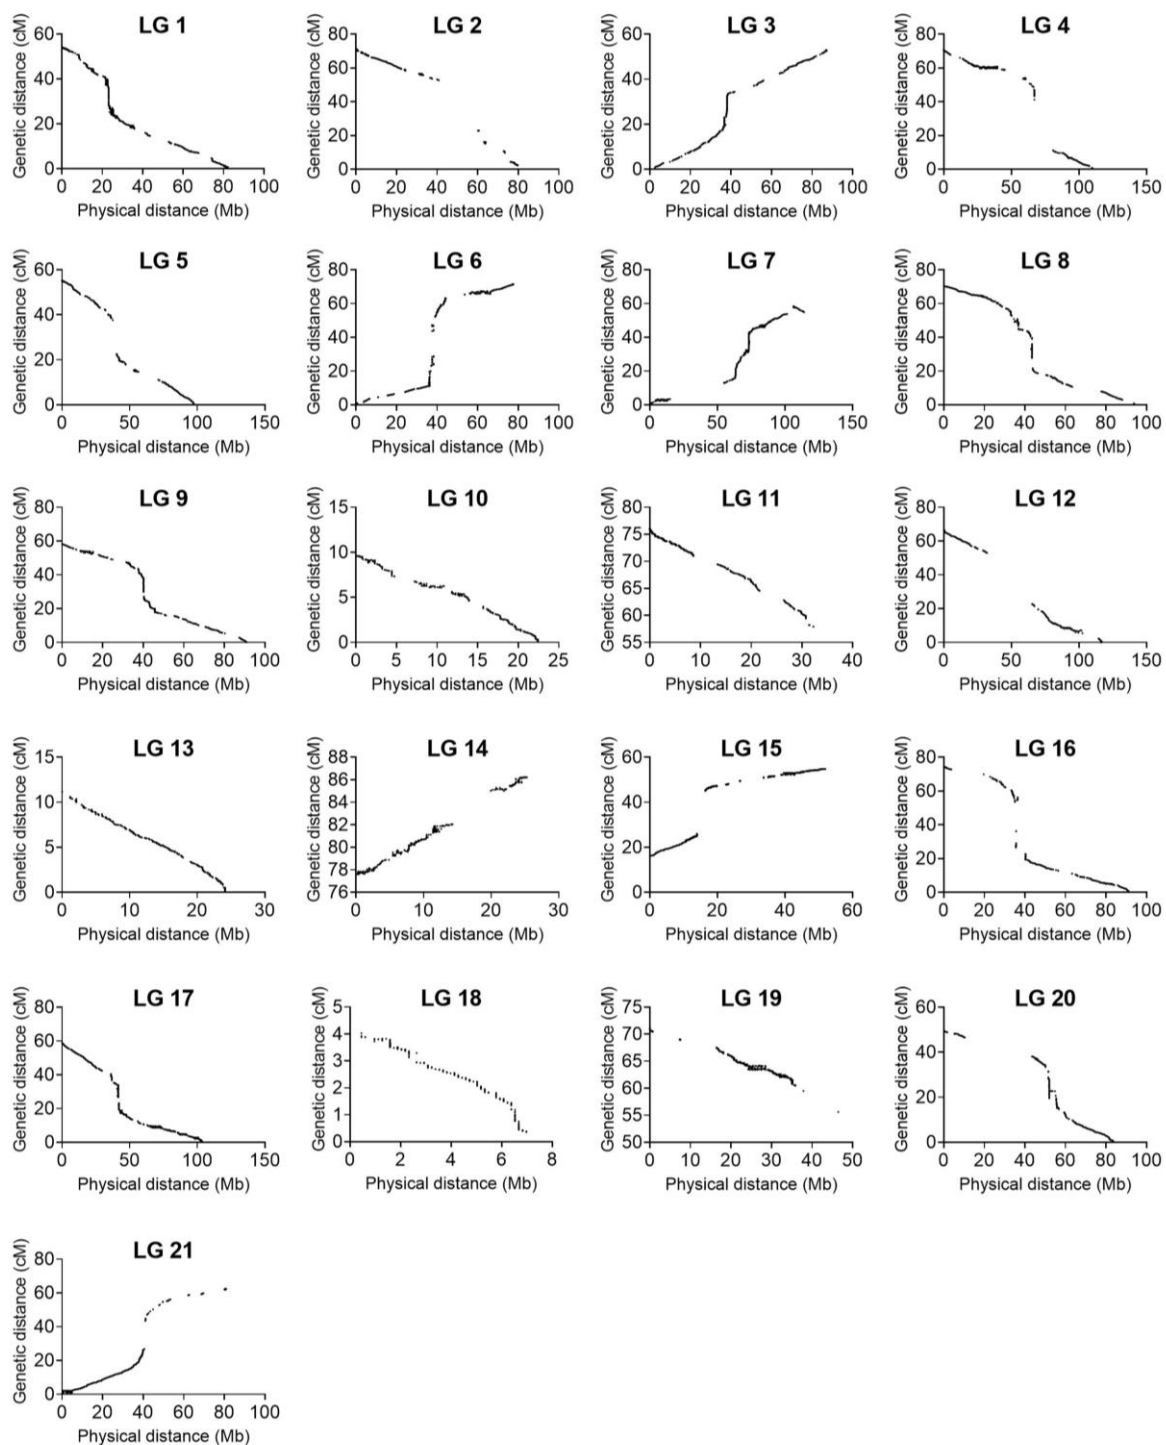 LG 1
Genetic distance (cM)
60
40
20
0
0 20 40 60 80 100
Physical distance (Mb)
LG 2
Genetic distance (cM)
80
60
40
20
0
0 20 40 60 80 100
Physical distance (Mb)
LG 3
Genetic distance (cM)
60
40
20
0
0 20 40 60 80 100
Physical distance (Mb)
LG 4
Genetic distance (cM)
80
60
40
20
0
0 50 100 150
Physical distance (Mb)
LG 5
Genetic distance (cM)
60
40
20
0
0 50 100 150
Physical distance (Mb)
LG 6
Genetic distance (cM)
80
60
40
20
0
0 20 40 60 80 100
Physical distance (Mb)
LG 7
Genetic distance (cM)
80
60
40
20
0
0 50 100 150
Physical distance (Mb)
LG 8
Genetic distance (cM)
80
60
40
20
0
0 20 40 60 80 100
Physical distance (Mb)
LG 9
Genetic distance (cM)
80
60
40
20
0
0 20 40 60 80 100
Physical distance (Mb)
LG 10
Genetic distance (cM)
15
10
5
0
0 5 10 15 20 25
Physical distance (Mb)
LG 11
Genetic distance (cM)
80
75
70
65
60
55
0 10 20 30 40
Physical distance (Mb)
LG 12
Genetic distance (cM)
80
60
40
20
0
0 50 100 150
Physical distance (Mb)
LG 13
Genetic distance (cM)
15
10
5
0
0 10 20 30
Physical distance (Mb)
LG 14
Genetic distance (cM)
88
86
84
82
80
78
76
0 10 20 30
Physical distance (Mb)
LG 15
Genetic distance (cM)
60
40
20
0
0 20 40 60
Physical distance (Mb)
LG 16
Genetic distance (cM)
80
60
40
20
0
0 20 40 60 80 100
Physical distance (Mb)
LG 17
Genetic distance (cM)
80
60
40
20
0
0 50 100 150
Physical distance (Mb)
LG 18
Genetic distance (cM)
5
4
3
2
1
0
0 2 4 6 8
Physical distance (Mb)
LG 19
Genetic distance (cM)
75
70
65
60
55
50
0 10 20 30 40 50
Physical distance (Mb)
LG 20
Genetic distance (cM)
60
40
20
0
0 20 40 60 80 100
Physical distance (Mb)
LG 21
Genetic distance (cM)
80
60
40
20
0
0 20 40 60 80 100
Physical distance (Mb)